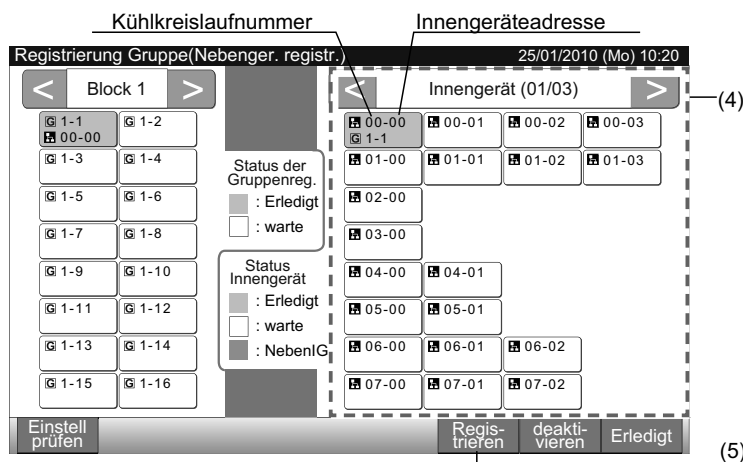 Kühlkreislaufnummer Innengeräteadresse
Registrierung Gruppe(Nebenger. registr.) 25/01/2010 (Mo) 10:20
< Block 1 >
G 1-1
00-00
G 1-2
G 1-3 G 1-4
G 1-5 G 1-6
G 1-7 G 1-8
G 1-9 G 1-10
G 1-11 G 1-12
G 1-13 G 1-14
G 1-15 G 1-16
Status der
Gruppenreg.
: Erledigt
: warte
Status
Innengerät
: Erledigt
: warte
: NebenIG
< Innengerät (01/03) >
(4)
00-00 00-01 00-02 00-03
G 1-1
01-00 01-01 01-02 01-03
02-00
03-00
04-00 04-01
05-00 05-01
06-00 06-01 06-02
07-00 07-01 07-02
Einstell
prüfen
Regis-
trieren
deakti-
vieren
Erledigt
(5)